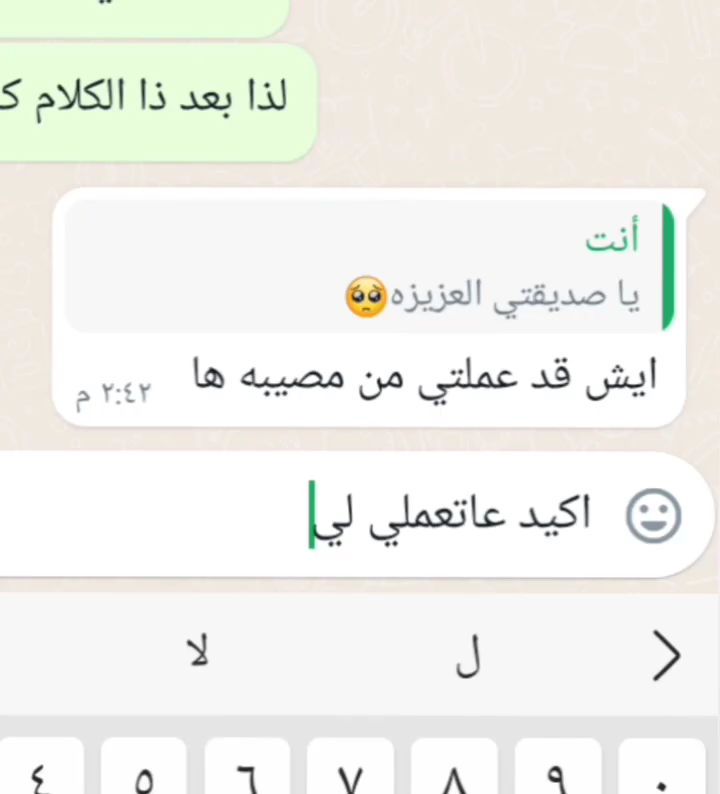 لذا بعد ذا الكلام
أنت
يا صديقتي العزيزه🥺
ايش قد عملتي من مصيبه ها
٢:٤٢ م
اكيد عاتعملي لي
ل
لا
٤ ٥ ٦ ٧ ٨ ٩ ٠